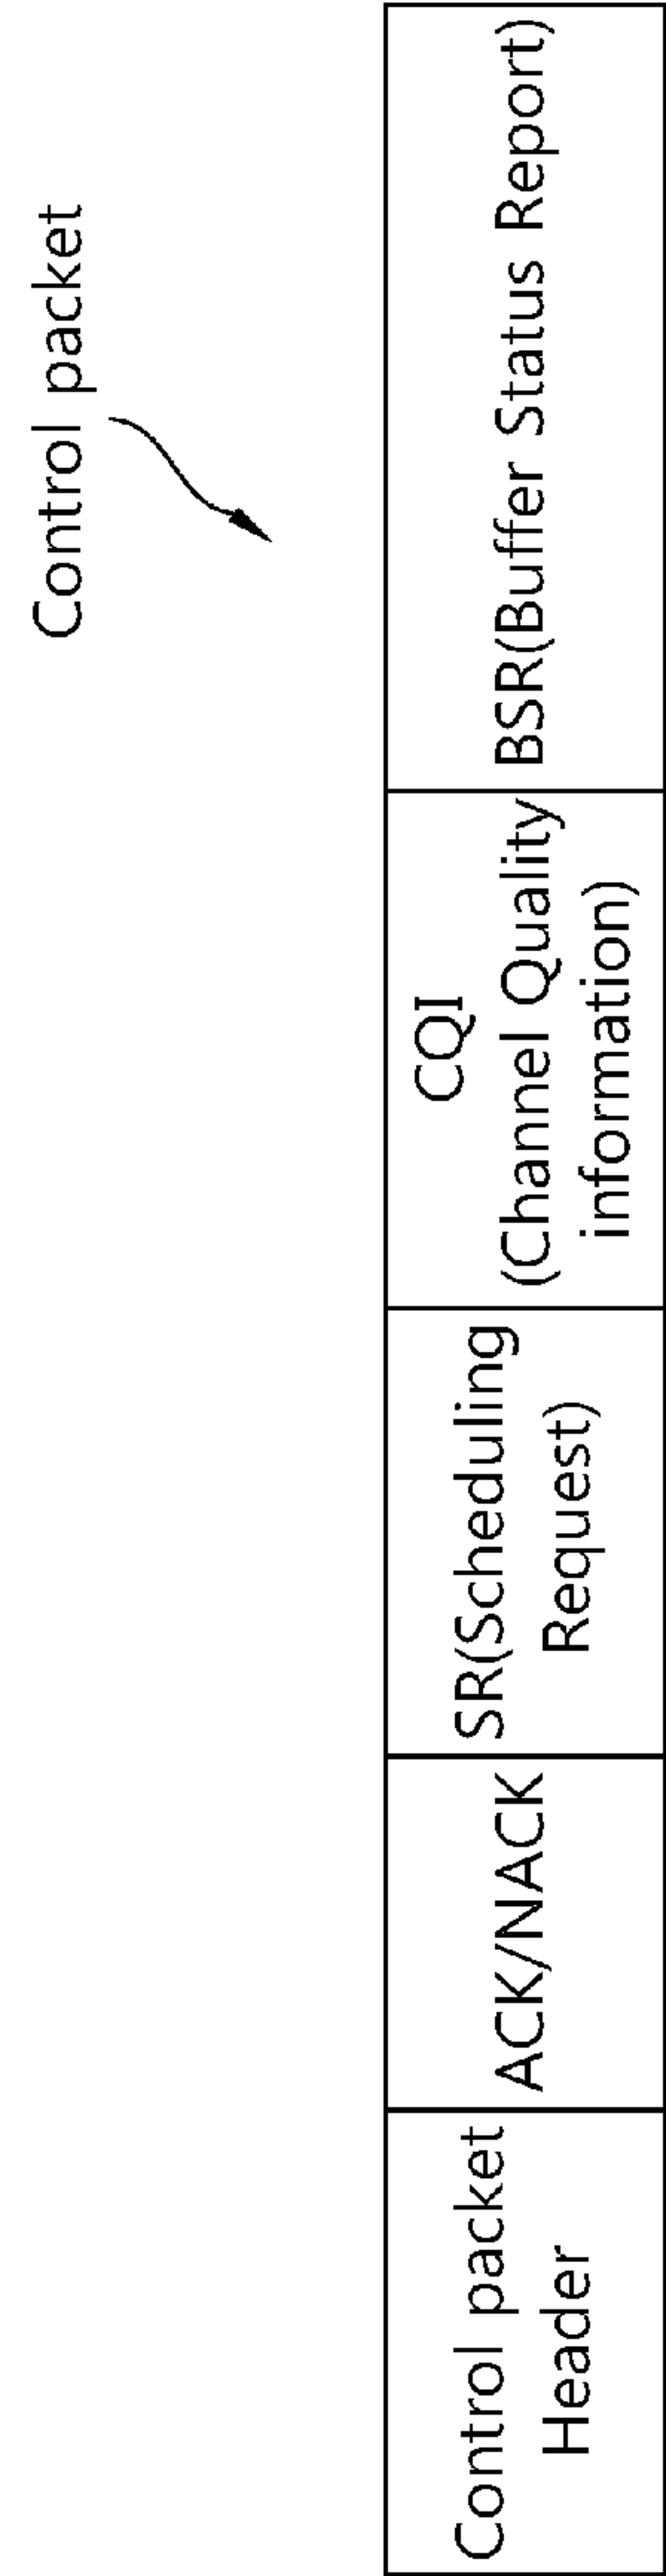 Control packet
Control packet
Header
ACK/NACK
SR(Scheduling
Request)
CQI
(Channel Quality
information)
BSR(Buffer Status Report)